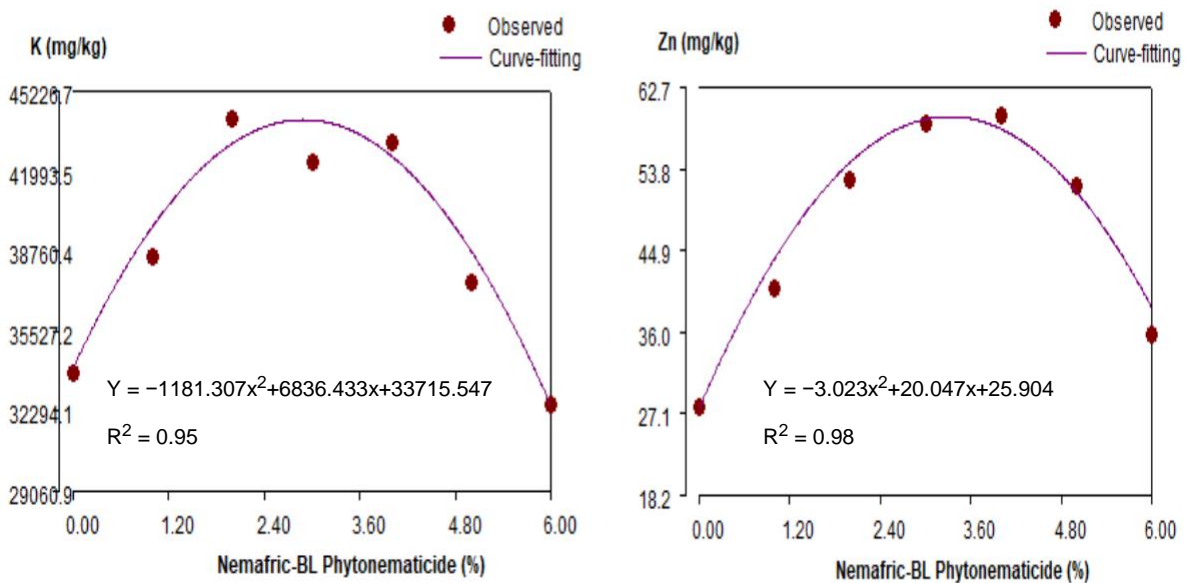 K (mg/kg)
Observed
Curve-fitting
45226.7
41993.5
38760.4
35527.2
32294.1
29060.9
Y = −1181.307x²+6836.433x+33715.547
R² = 0.95
0.00 1.20 2.40 3.60 4.80 6.00
Nemafric-BL Phytonematicide (%)
Zn (mg/kg)
Observed
Curve-fitting
62.7
53.8
44.9
36.0
27.1
18.2
Y = −3.023x²+20.047x+25.904
R² = 0.98
0.00 1.20 2.40 3.60 4.80 6.00
Nemafric-BL Phytonematicide (%)